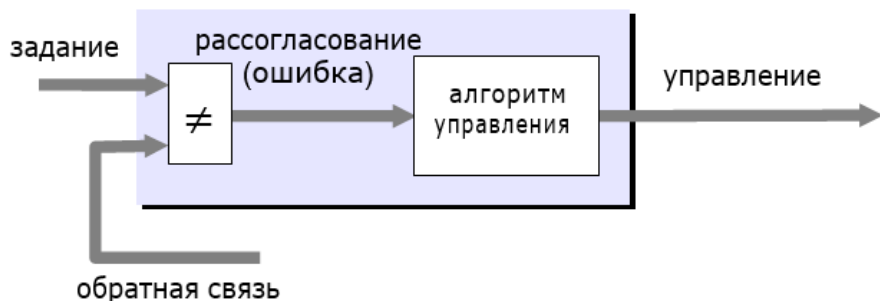 задание
рассогласование
(ошибка)
≠
алгоритм
управления
управление
обратная связь